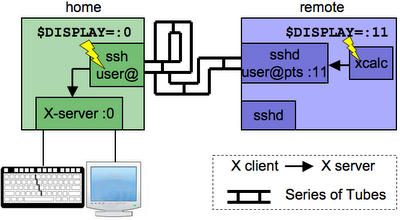 home
$DISPLAY=:0
ssh
user@
X-server :0
remote
$DISPLAY=:11
sshd
user@pts :11
xcalc
sshd
X client
X server
Series of Tubes